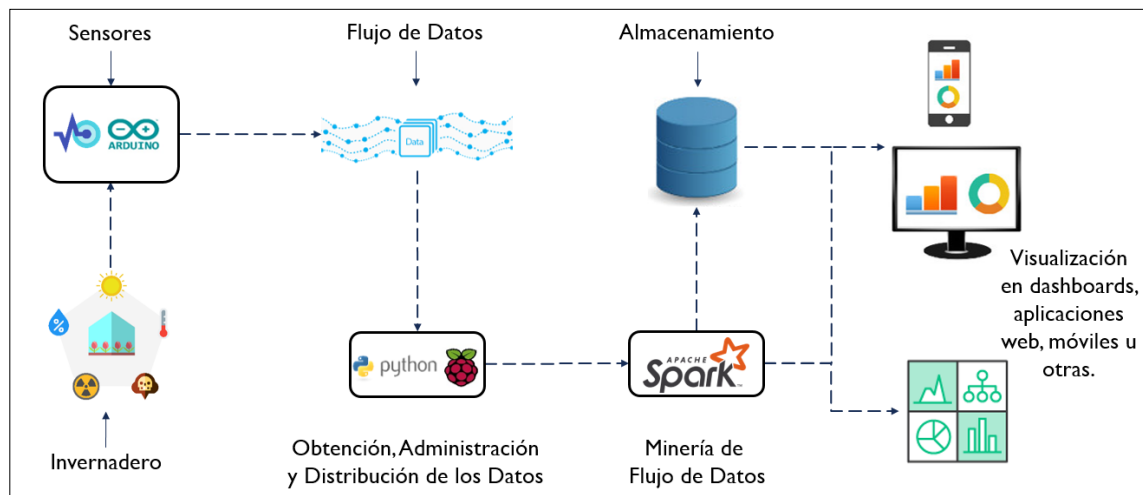 Sensores
Flujo de Datos
Almacenamiento
ARDUINO
Data
%
python
APACHE
Spark™
Visualización
en dashboards,
aplicaciones
web, móviles u
otras.
Invernadero
Obtención, Administración
y Distribución de los Datos
Minería de
Flujo de Datos